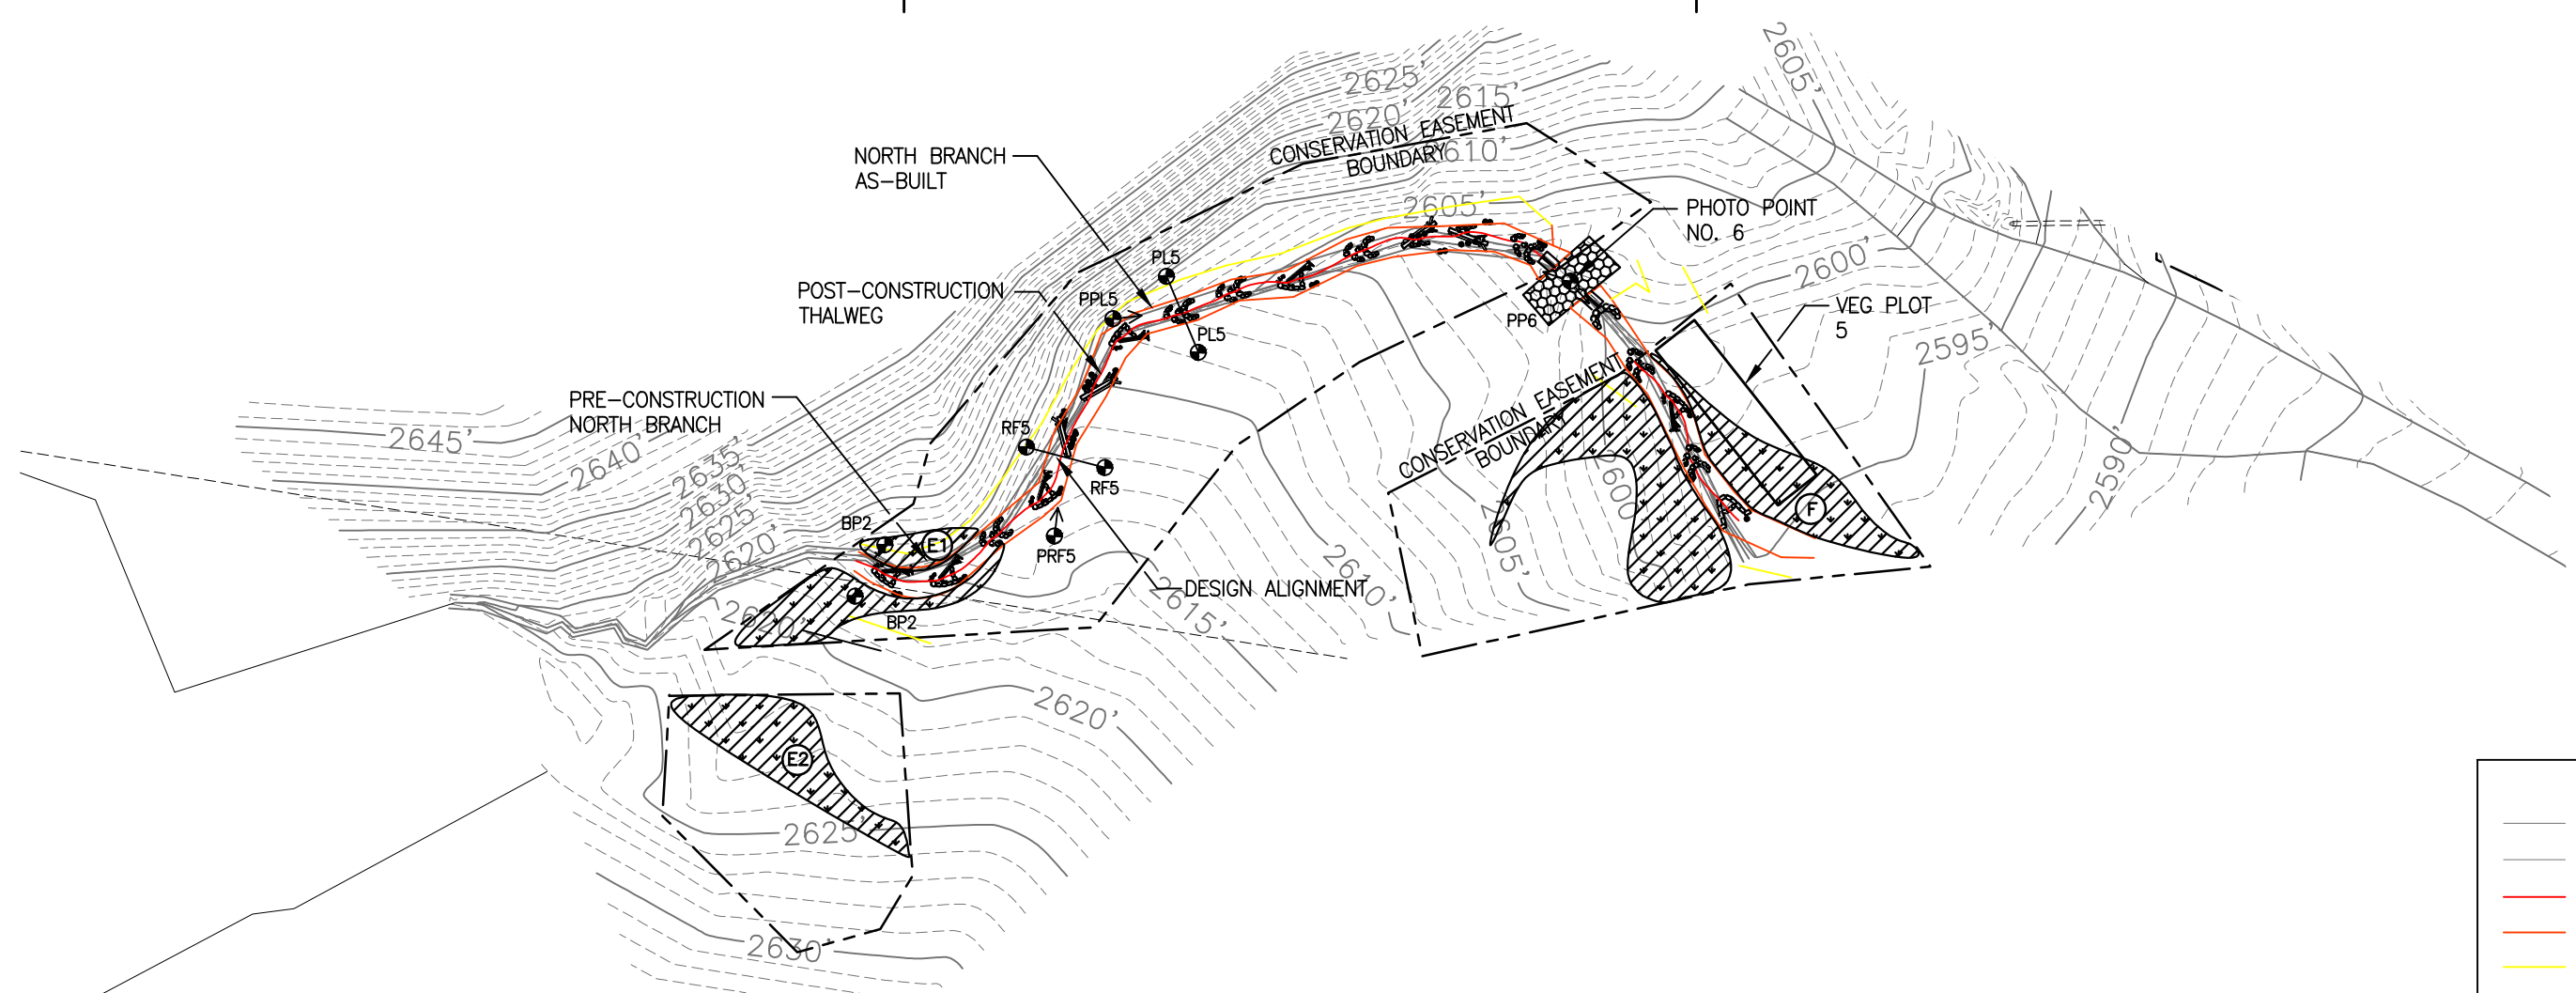 2605'
2625'
2615'
2620'
CONSERVATION EASEMENT
BOUNDARY
2610'
NORTH BRANCH
AS-BUILT
2605'
PHOTO POINT
NO. 6
PL5
2600'
POST-CONSTRUCTION
THALWEG
PPL5
PP6
VEG PLOT
5
PL5
2595'
PRE-CONSTRUCTION
NORTH BRANCH
CONSERVATION EASEMENT
BOUNDARY
RF5
2645'
2640'
2635'
2630'
2625'
2620'
RF5
2600
2590'
BP2
E1
PRF5
F
2605'
2610'
DESIGN ALIGNMENT
2615'
2620'
BP2
2620'
E2
2625'
2630'